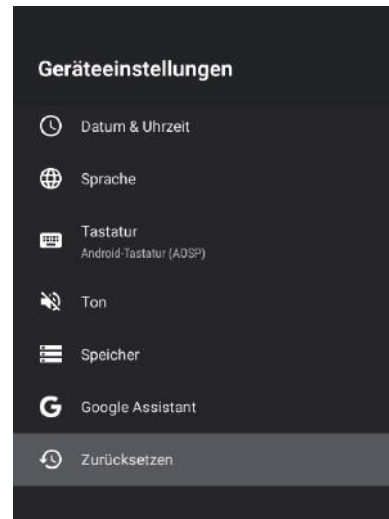 Geräteeinstellungen
Datum & Uhrzeit
Sprache
Tastatur
Android-Tastatur (AOSP)
Ton
Speicher
Google Assistant
Zurücksetzen